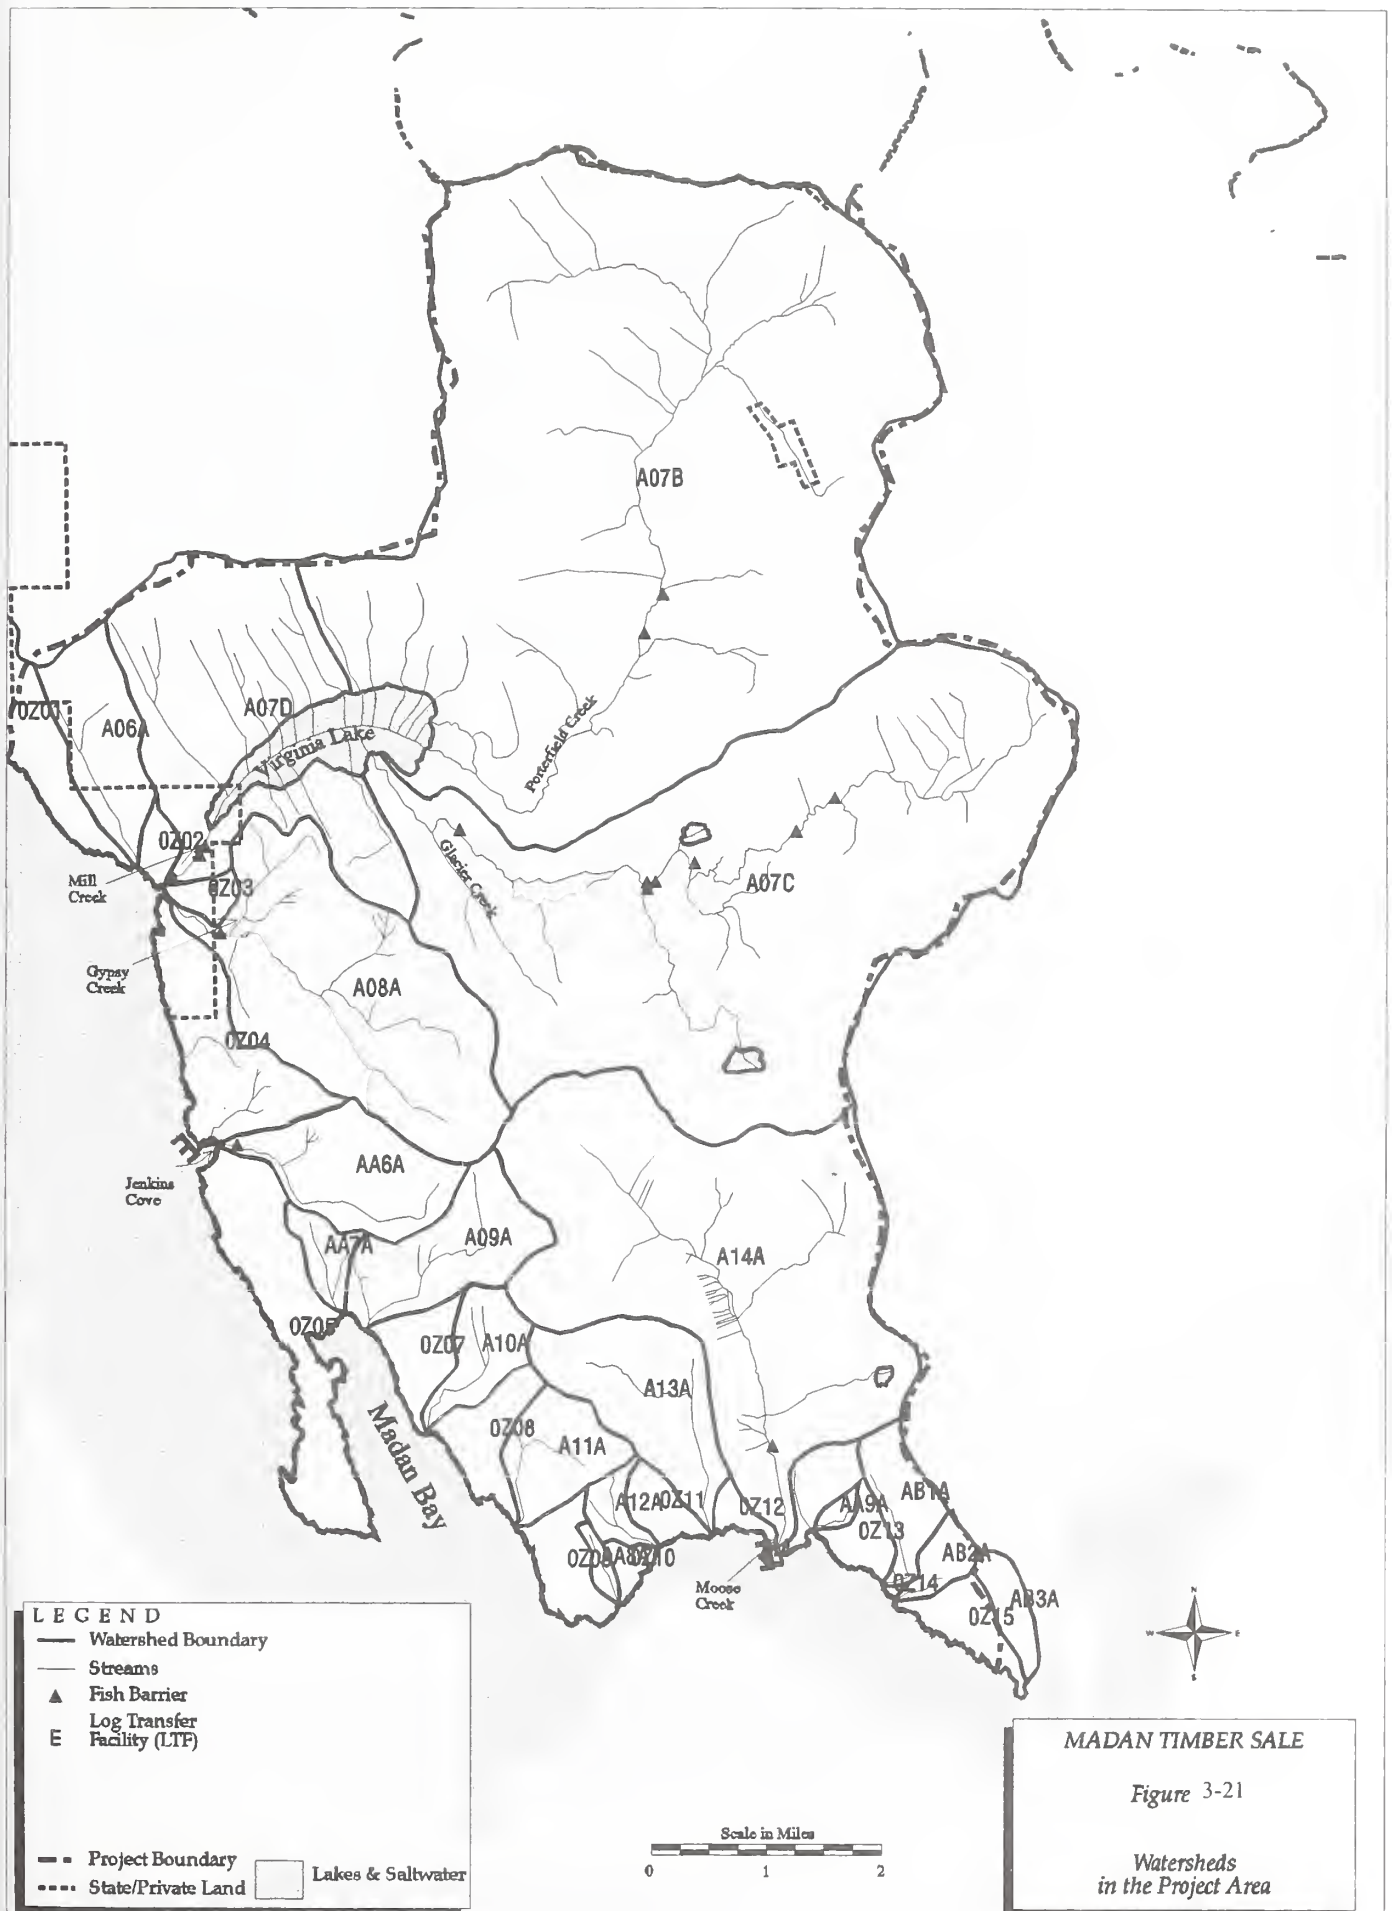 A07B
0Z01
A06A
A07D
Virginia Lake
Porterfield Creek
0Z02
Mill
Creek
0Z03
Glacier Creek
A07C
Gypsy
Creek
A08A
0Z04
Jenkins
Cove
AA6A
AA7A
A09A
A14A
0Z05
0Z07
A10A
A13A
Madan Bay
0Z08
A11A
A12A
0Z11
0Z12
AA9A
AB1A
0Z13
0Z09
AA8A
0Z10
AB2A
0Z14
Moose
Creek
AB3A
0Z15
N
W
E
S
LEGEND
Watershed Boundary
Streams
Fish Barrier
E
Log Transfer
Facility (LTF)
Project Boundary
State/Private Land
Lakes & Saltwater
Scale in Miles
0 1 2
MADAN TIMBER SALE
Figure 3-21
Watersheds
in the Project Area